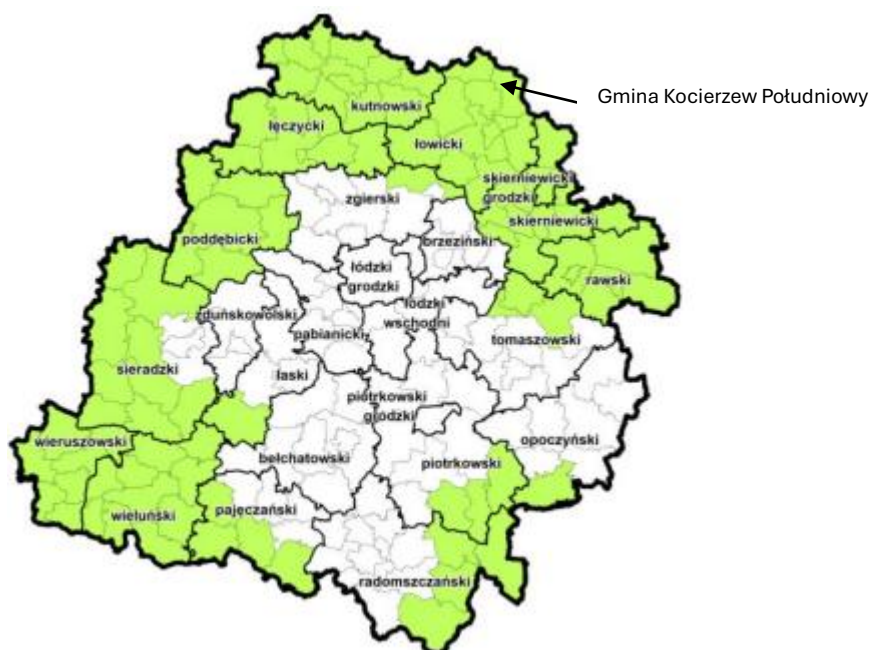 Gmina Kocierzew Południowy
kutnowski
łęczycki
łowicki
skierniewicki
grodzki
zgierski
skierniewicki
poddębicki
brzeziński
łódzki
grodzki
rawski
łódzki
wschodni
zduńskowolski
pabianicki
tomaszowski
sieradzki
łaski
piotrkowski
grodzki
wieruszowski
opoczyński
bełchatowski
piotrkowski
wieluński
pajęczański
radomszczański